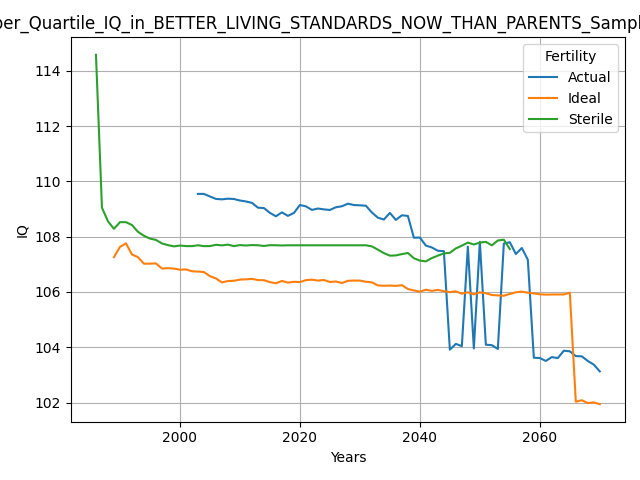 per_Quartile_IQ_in_BETTER_LIVING_STANDARDS_NOW_THAN_PARENTS_Sampl
Fertility
Actual
Ideal
Sterile
114
112
110
108
106
104
102
IQ
2000
2020
2040
2060
Years